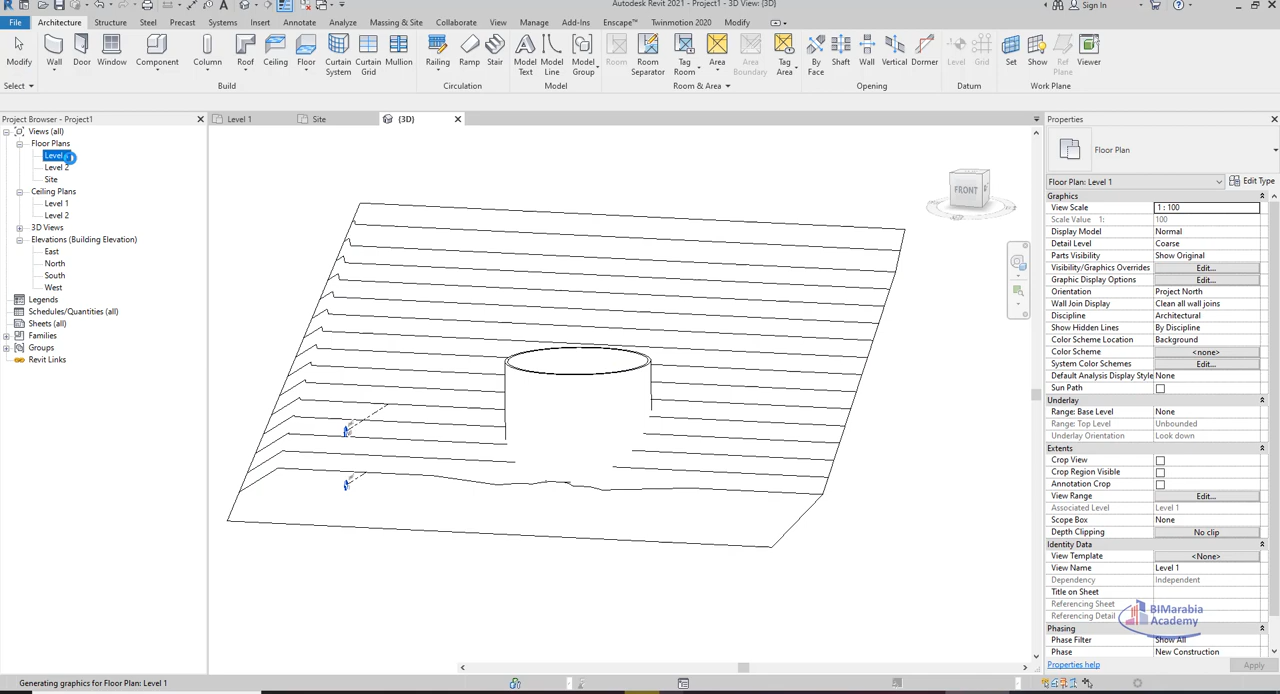 Autodesk Revit 2021 - Project1 - 3D View: {3D}
Sign In
File Architecture Structure Steel Precast Systems Insert Annotate Analyze Massing & Site Collaborate View Manage Add-Ins Enscape™ Twinmotion 2020 Modify
Modify Wall Door Window Component Column Roof Ceiling Floor Curtain System Curtain Grid Mullion Railing Ramp Stair Model Text Model Line Model Group Room Room Separator Tag Room Area Area Boundary Tag Area By Face Shaft Wall Vertical Dormer Level Grid Set Show Ref Plane Viewer
Select Build Circulation Model Room & Area Opening Datum Work Plane
Project Browser - Project1
Views (all)
Floor Plans
Level
Level 2
Site
Ceiling Plans
Level 1
Level 2
3D Views
Elevations (Building Elevation)
East
North
South
West
Legends
Schedules/Quantities (all)
Sheets (all)
Families
Groups
Revit Links
Level 1 Site {3D}
FRONT
Properties
Floor Plan
Floor Plan: Level 1 Edit Type
Graphics
View Scale 1 : 100
Scale Value 1: 100
Display Model Normal
Detail Level Coarse
Parts Visibility Show Original
Visibility/Graphics Overrides Edit...
Graphic Display Options Edit...
Orientation Project North
Wall Join Display Clean all wall joins
Discipline Architectural
Show Hidden Lines By Discipline
Color Scheme Location Background
Color Scheme <none>
System Color Schemes Edit...
Default Analysis Display Style None
Sun Path
Underlay
Range: Base Level None
Range: Top Level Unbounded
Underlay Orientation Look down
Extents
Crop View
Crop Region Visible
Annotation Crop
View Range Edit...
Associated Level Level 1
Scope Box None
Depth Clipping No clip
Identity Data
View Template <None>
View Name Level 1
Dependency Independent
Title on Sheet
Referencing Sheet
Referencing Detail
BIMarabia
Academy
Phasing
Phase Filter Show All
Phase New Construction
Properties help Apply
Generating graphics for Floor Plan: Level 1